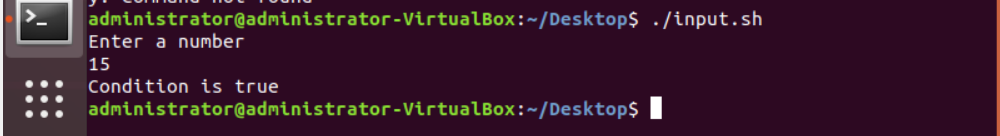 administrator@administrator-VirtualBox:~/Desktop$ ./input.sh
Enter a number
15
Condition is true
administrator@administrator-VirtualBox:~/Desktop$